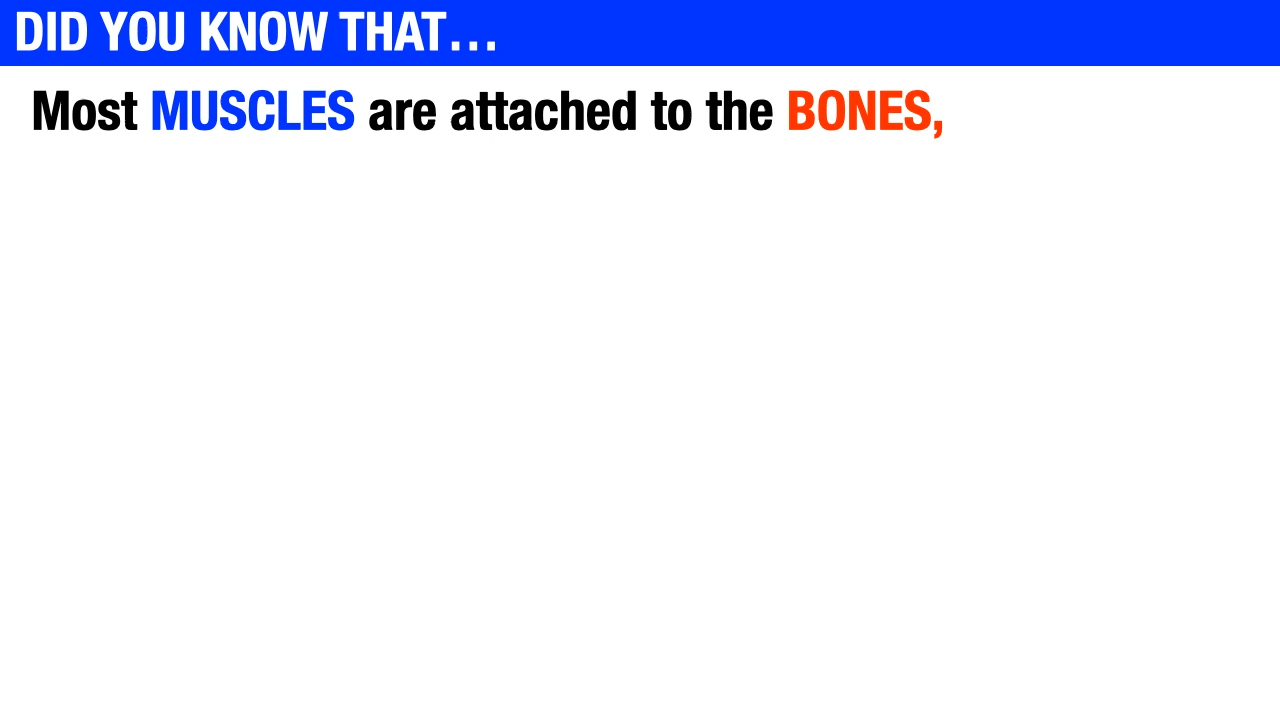 DID YOU KNOW THAT…
Most MUSCLES are attached to the BONES,